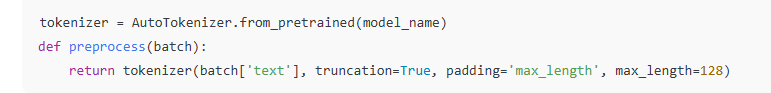 tokenizer = AutoTokenizer.from_pretrained(model_name)
def preprocess(batch):
    return tokenizer(batch['text'], truncation=True, padding='max_length', max_length=128)